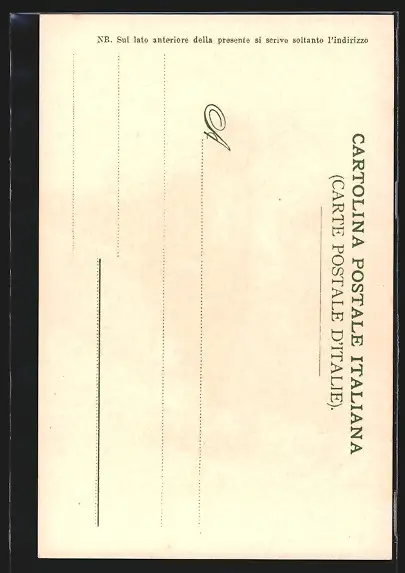 CARTOLINA POSTALE ITALIANA
(CARTE POSTALE D'ITALIE).
A
NB. Sul lato anteriore della presente si scrive soltanto l'indirizzo